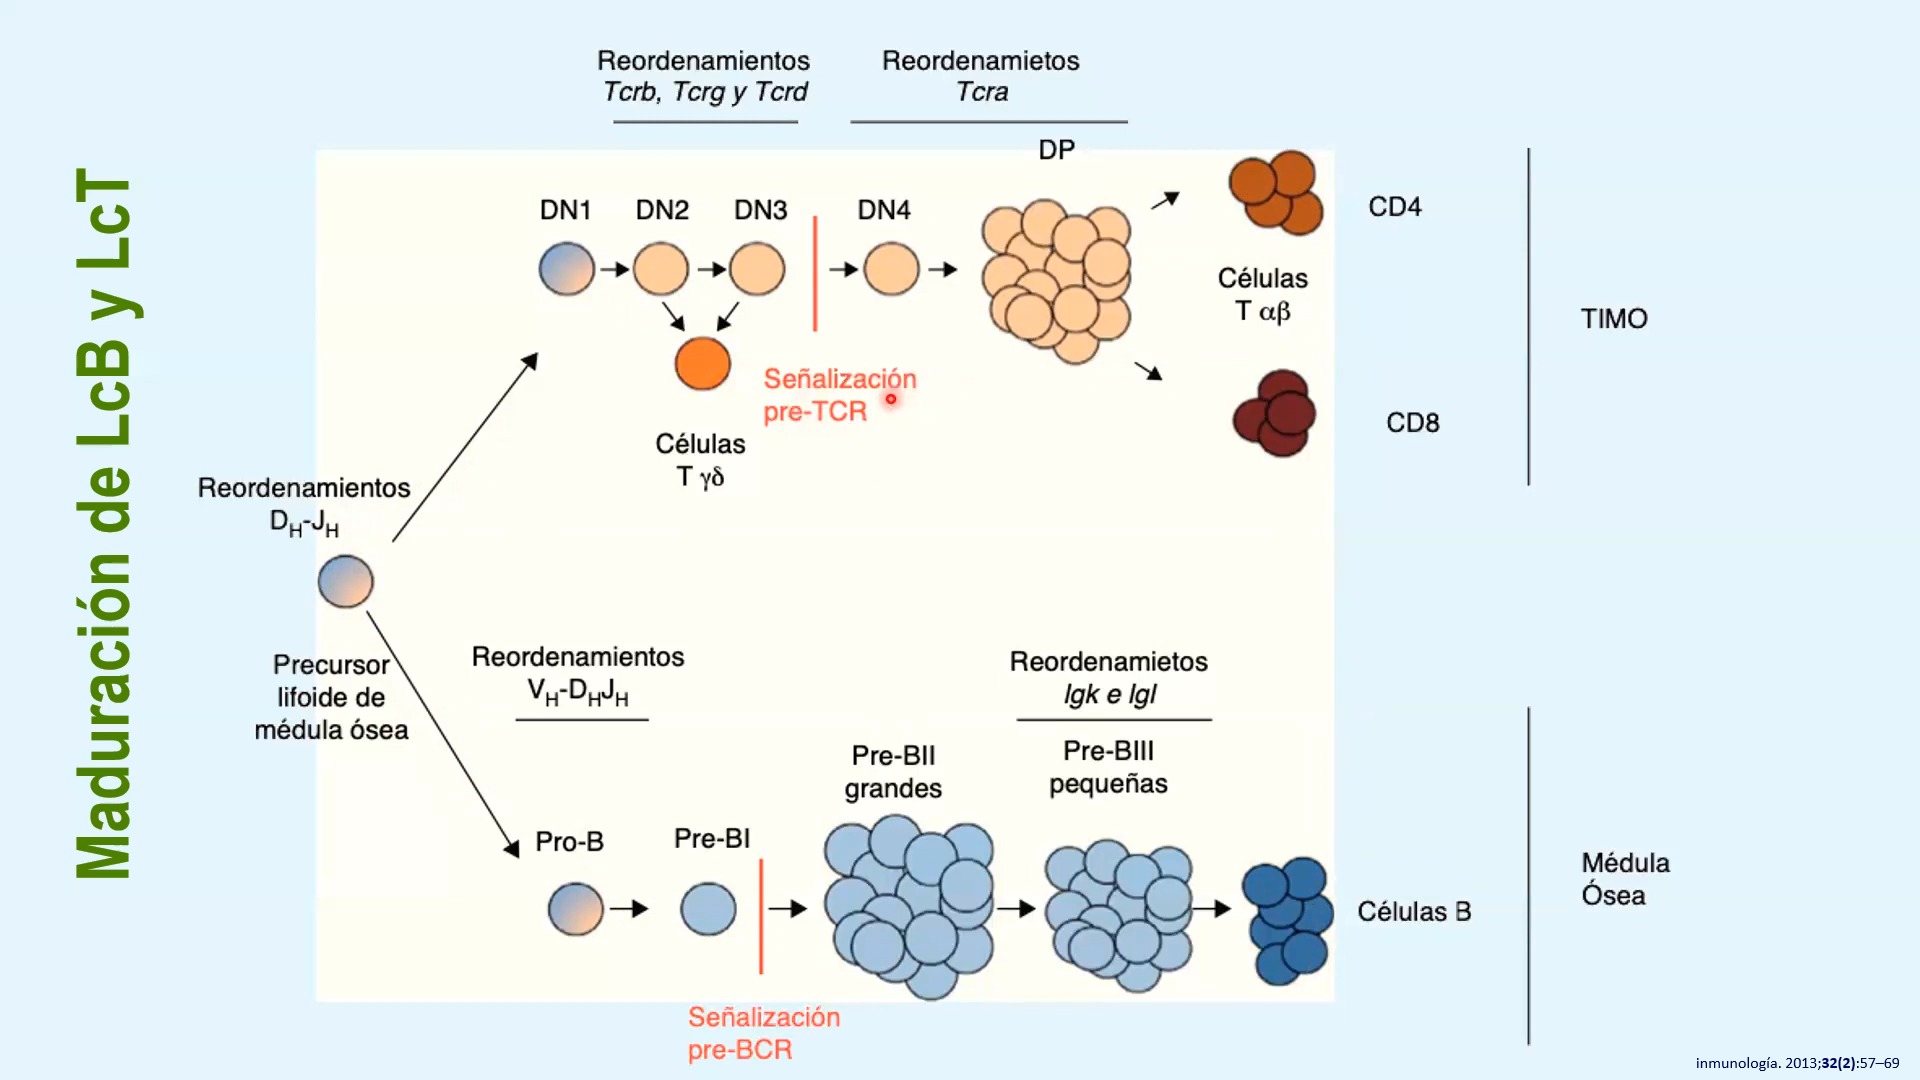 Maduración de LcB y LcT
Reordenamientos
Tcrb, Tcrg y Tcrd
Reordenamietos
Tcra
DP
DN1
DN2
DN3
DN4
CD4
Células
T αβ
TIMO
Señalización
pre-TCR
CD8
Células
T γδ
Reordenamientos
DH-JH
Precursor
lifoide de
médula ósea
Reordenamientos
VH-DHJH
Reordenamietos
Igk e Igl
Pre-BII
grandes
Pre-BIII
pequeñas
Pro-B
Pre-BI
Células B
Médula
Ósea
Señalización
pre-BCR
inmunología. 2013;32(2):57–69